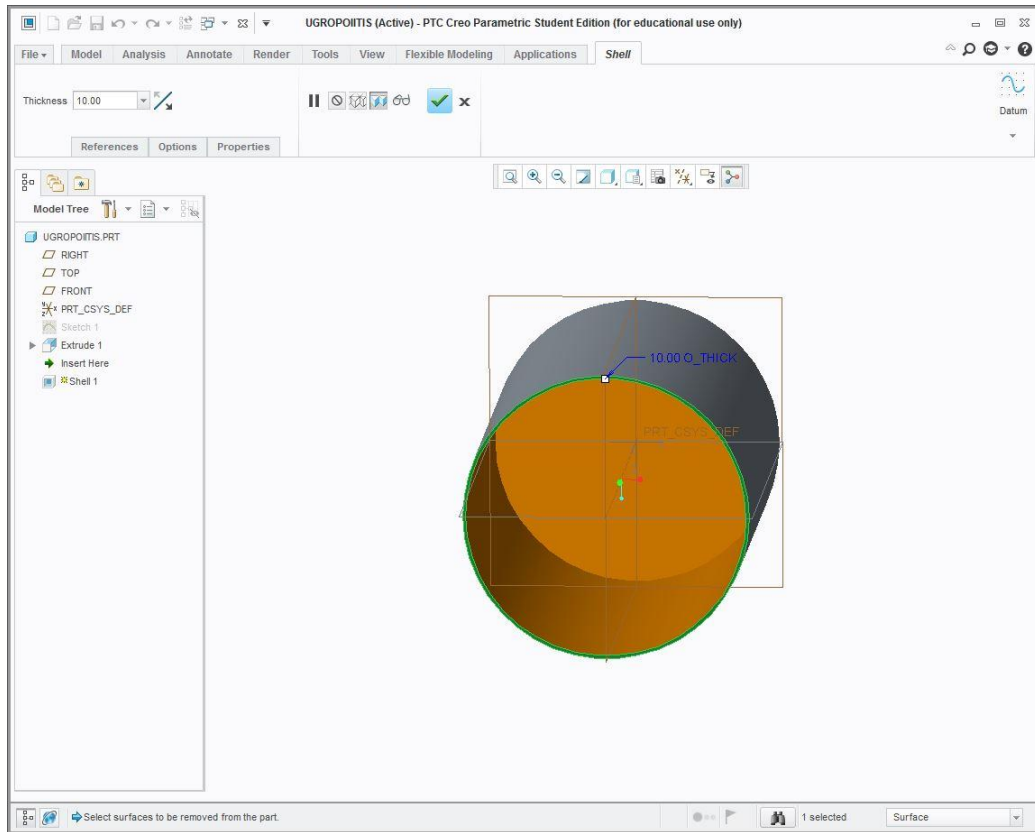 UGROPOIITIS (Active) - PTC Creo Parametric Student Edition (for educational use only)
File Model Analysis Annotate Render Tools View Flexible Modeling Applications Shell
Thickness 10.00
Datum
References Options Properties
Model Tree
UGROPOIITIS.PRT
RIGHT
TOP
FRONT
PRT_CSYS_DEF
Sketch 1
Extrude 1
Insert Here
Shell 1
10.00 O_THICK
PRT_CSYS_DEF
Select surfaces to be removed from the part.
1 selected
Surface